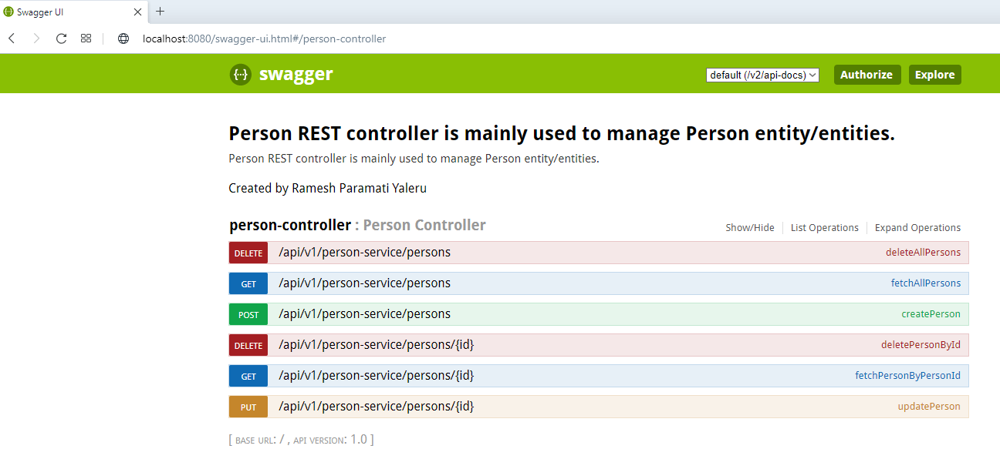 Swagger UI
localhost:8080/swagger-ui.html#/person-controller
{···} swagger default (/v2/api-docs) Authorize Explore
Person REST controller is mainly used to manage Person entity/entities.
Person REST controller is mainly used to manage Person entity/entities.
Created by Ramesh Paramati Yaleru
person-controller : Person Controller Show/Hide List Operations Expand Operations
DELETE /api/v1/person-service/persons deleteAllPersons
GET /api/v1/person-service/persons fetchAllPersons
POST /api/v1/person-service/persons createPerson
DELETE /api/v1/person-service/persons/{id} deletePersonById
GET /api/v1/person-service/persons/{id} fetchPersonByPersonId
PUT /api/v1/person-service/persons/{id} updatePerson
[ BASE URL: / , API VERSION: 1.0 ]